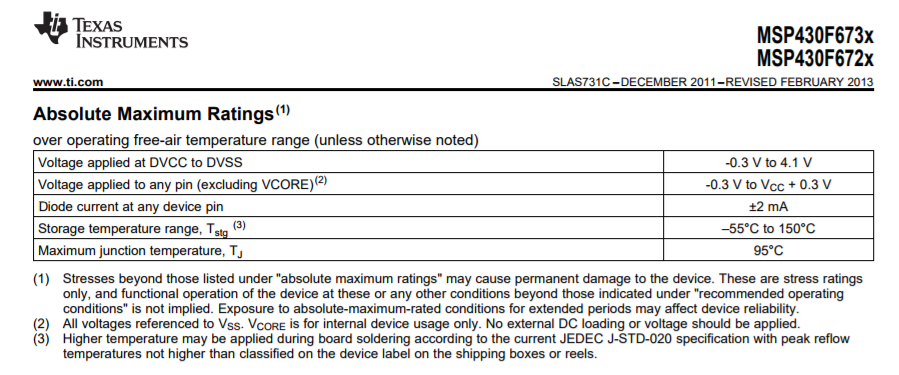 TEXAS
INSTRUMENTS
MSP430F673x
MSP430F672x
www.ti.com
SLAS731C–DECEMBER 2011–REVISED FEBRUARY 2013
Absolute Maximum Ratings(1)
over operating free-air temperature range (unless otherwise noted)
Voltage applied at DVCC to DVSS -0.3 V to 4.1 V
Voltage applied to any pin (excluding VCORE)(2) -0.3 V to VCC + 0.3 V
Diode current at any device pin ±2 mA
Storage temperature range, Tstg (3) –55°C to 150°C
Maximum junction temperature, TJ 95°C
(1) Stresses beyond those listed under "absolute maximum ratings" may cause permanent damage to the device. These are stress ratings
only, and functional operation of the device at these or any other conditions beyond those indicated under "recommended operating
conditions" is not implied. Exposure to absolute-maximum-rated conditions for extended periods may affect device reliability.
(2) All voltages referenced to VSS. VCORE is for internal device usage only. No external DC loading or voltage should be applied.
(3) Higher temperature may be applied during board soldering according to the current JEDEC J-STD-020 specification with peak reflow
temperatures not higher than classified on the device label on the shipping boxes or reels.